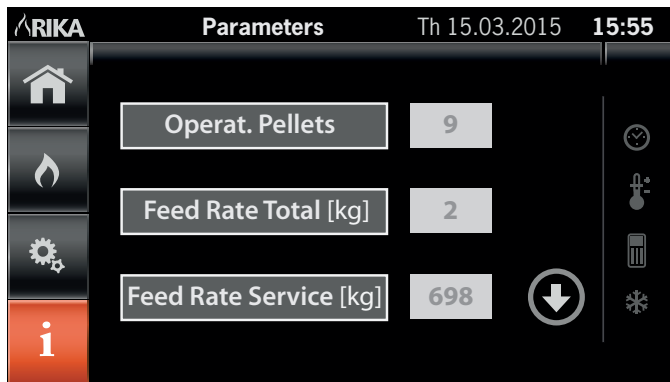 RIKA Parameters Th 15.03.2015 15:55
Operat. Pellets 9
Feed Rate Total [kg] 2
Feed Rate Service [kg] 698
i